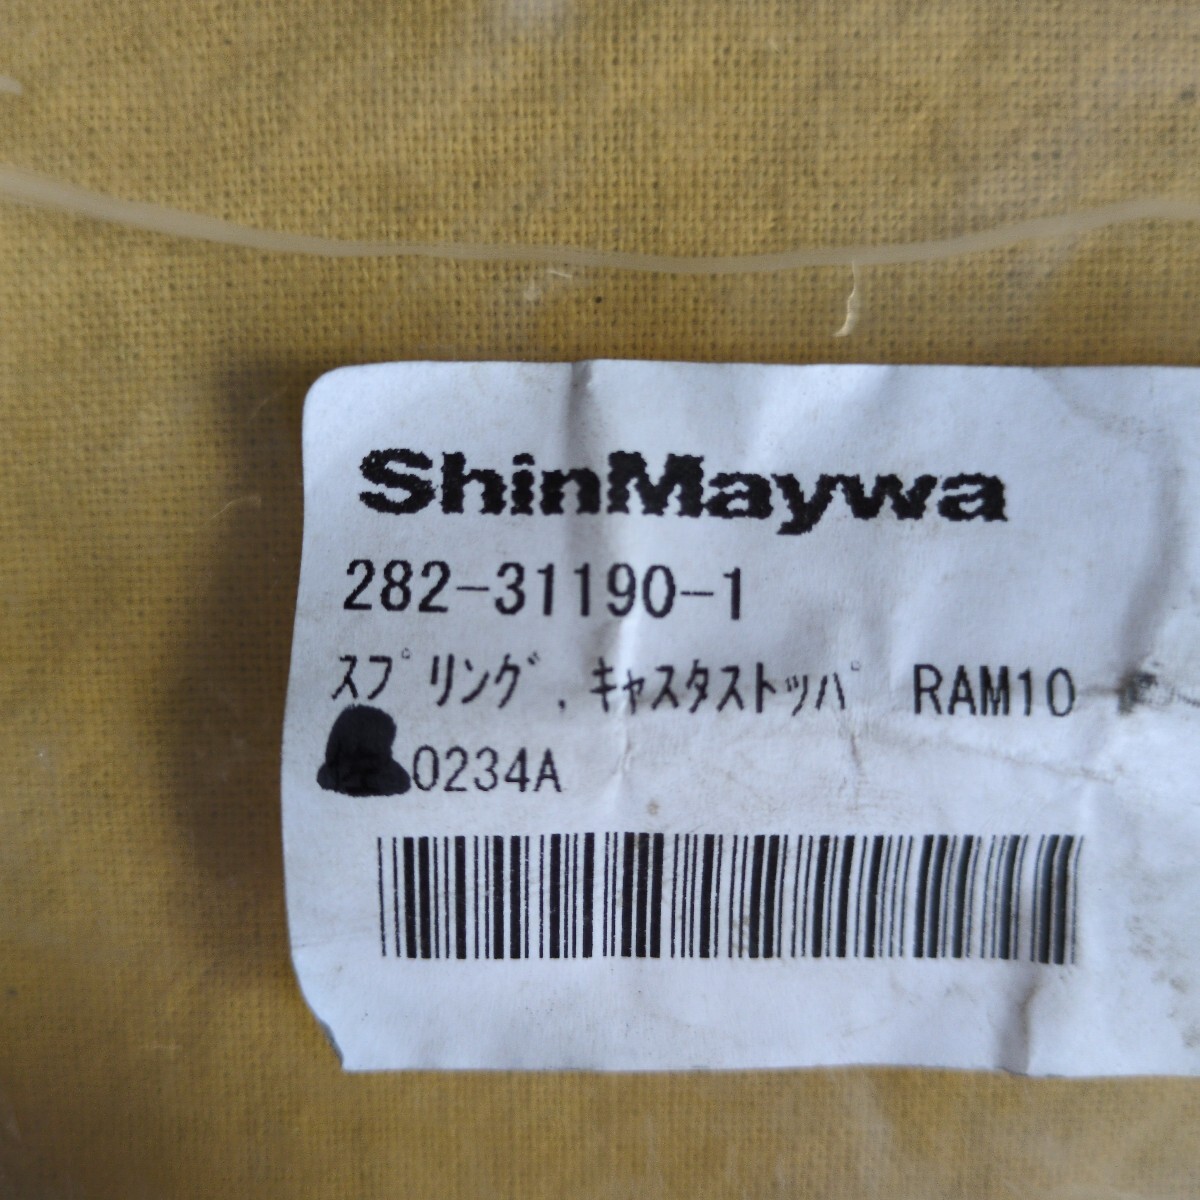 ShinMaywa
282-31190-1
ｽﾌﾟﾘﾝｸﾞ,ｷｬｽﾀｽﾄｯﾊﾟ RAM10
0234A